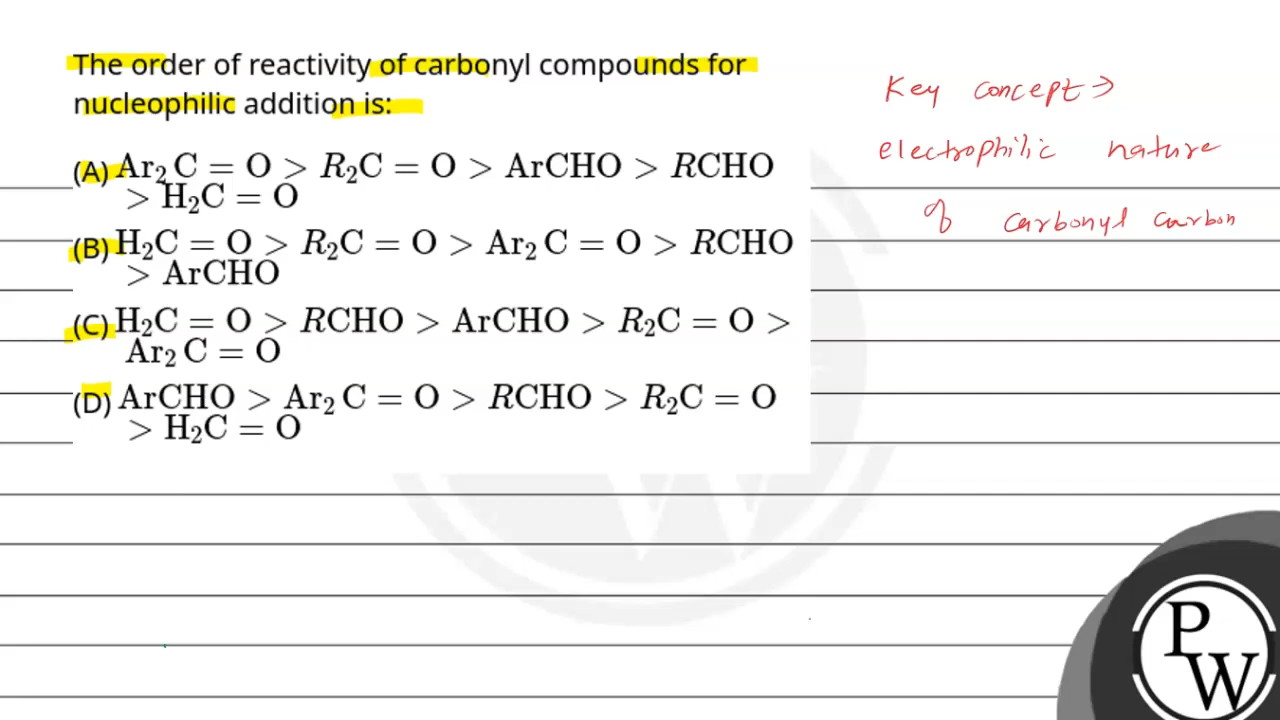 The order of reactivity of carbonyl compounds for
nucleophilic addition is:
(A) Ar₂C = O > R₂C = O > ArCHO > RCHO
> H₂C = O
(B) H₂C = O > R₂C = O > Ar₂C = O > RCHO
> ArCHO
(C) H₂C = O > RCHO > ArCHO > R₂C = O >
Ar₂C = O
(D) ArCHO > Ar₂C = O > RCHO > R₂C = O
> H₂C = O
Key concept →
electrophilic nature
of carbonyl carbon
PW